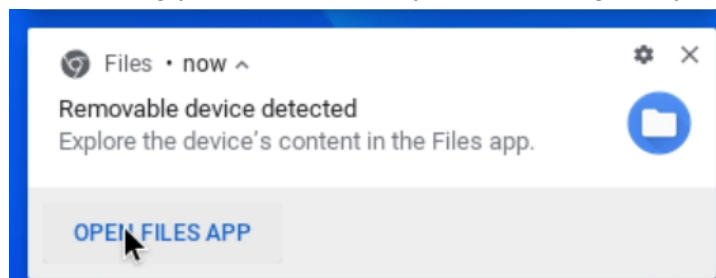 Files • now
Removable device detected
Explore the device's content in the Files app.
OPEN FILES APP